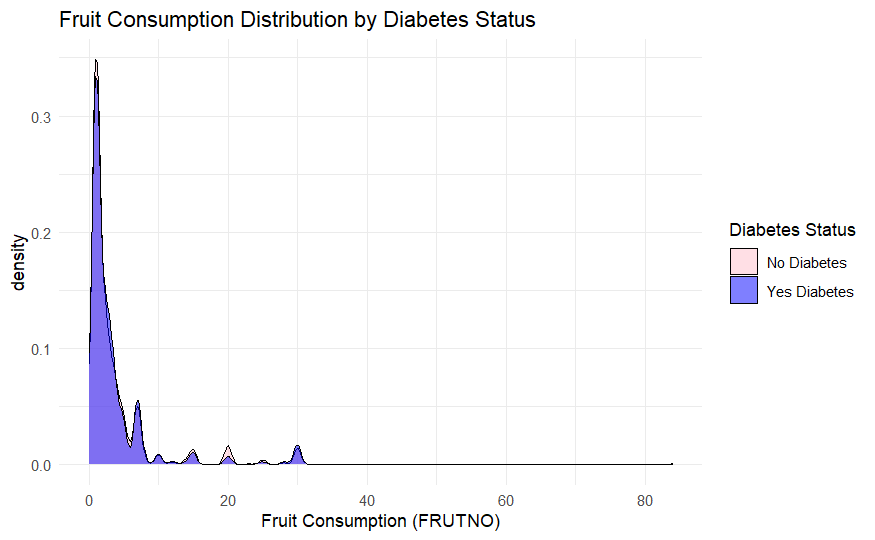 Fruit Consumption Distribution by Diabetes Status
0.3
0.2
0.1
0.0
density
0 20 40 60 80
Fruit Consumption (FRUTNO)
Diabetes Status
No Diabetes
Yes Diabetes